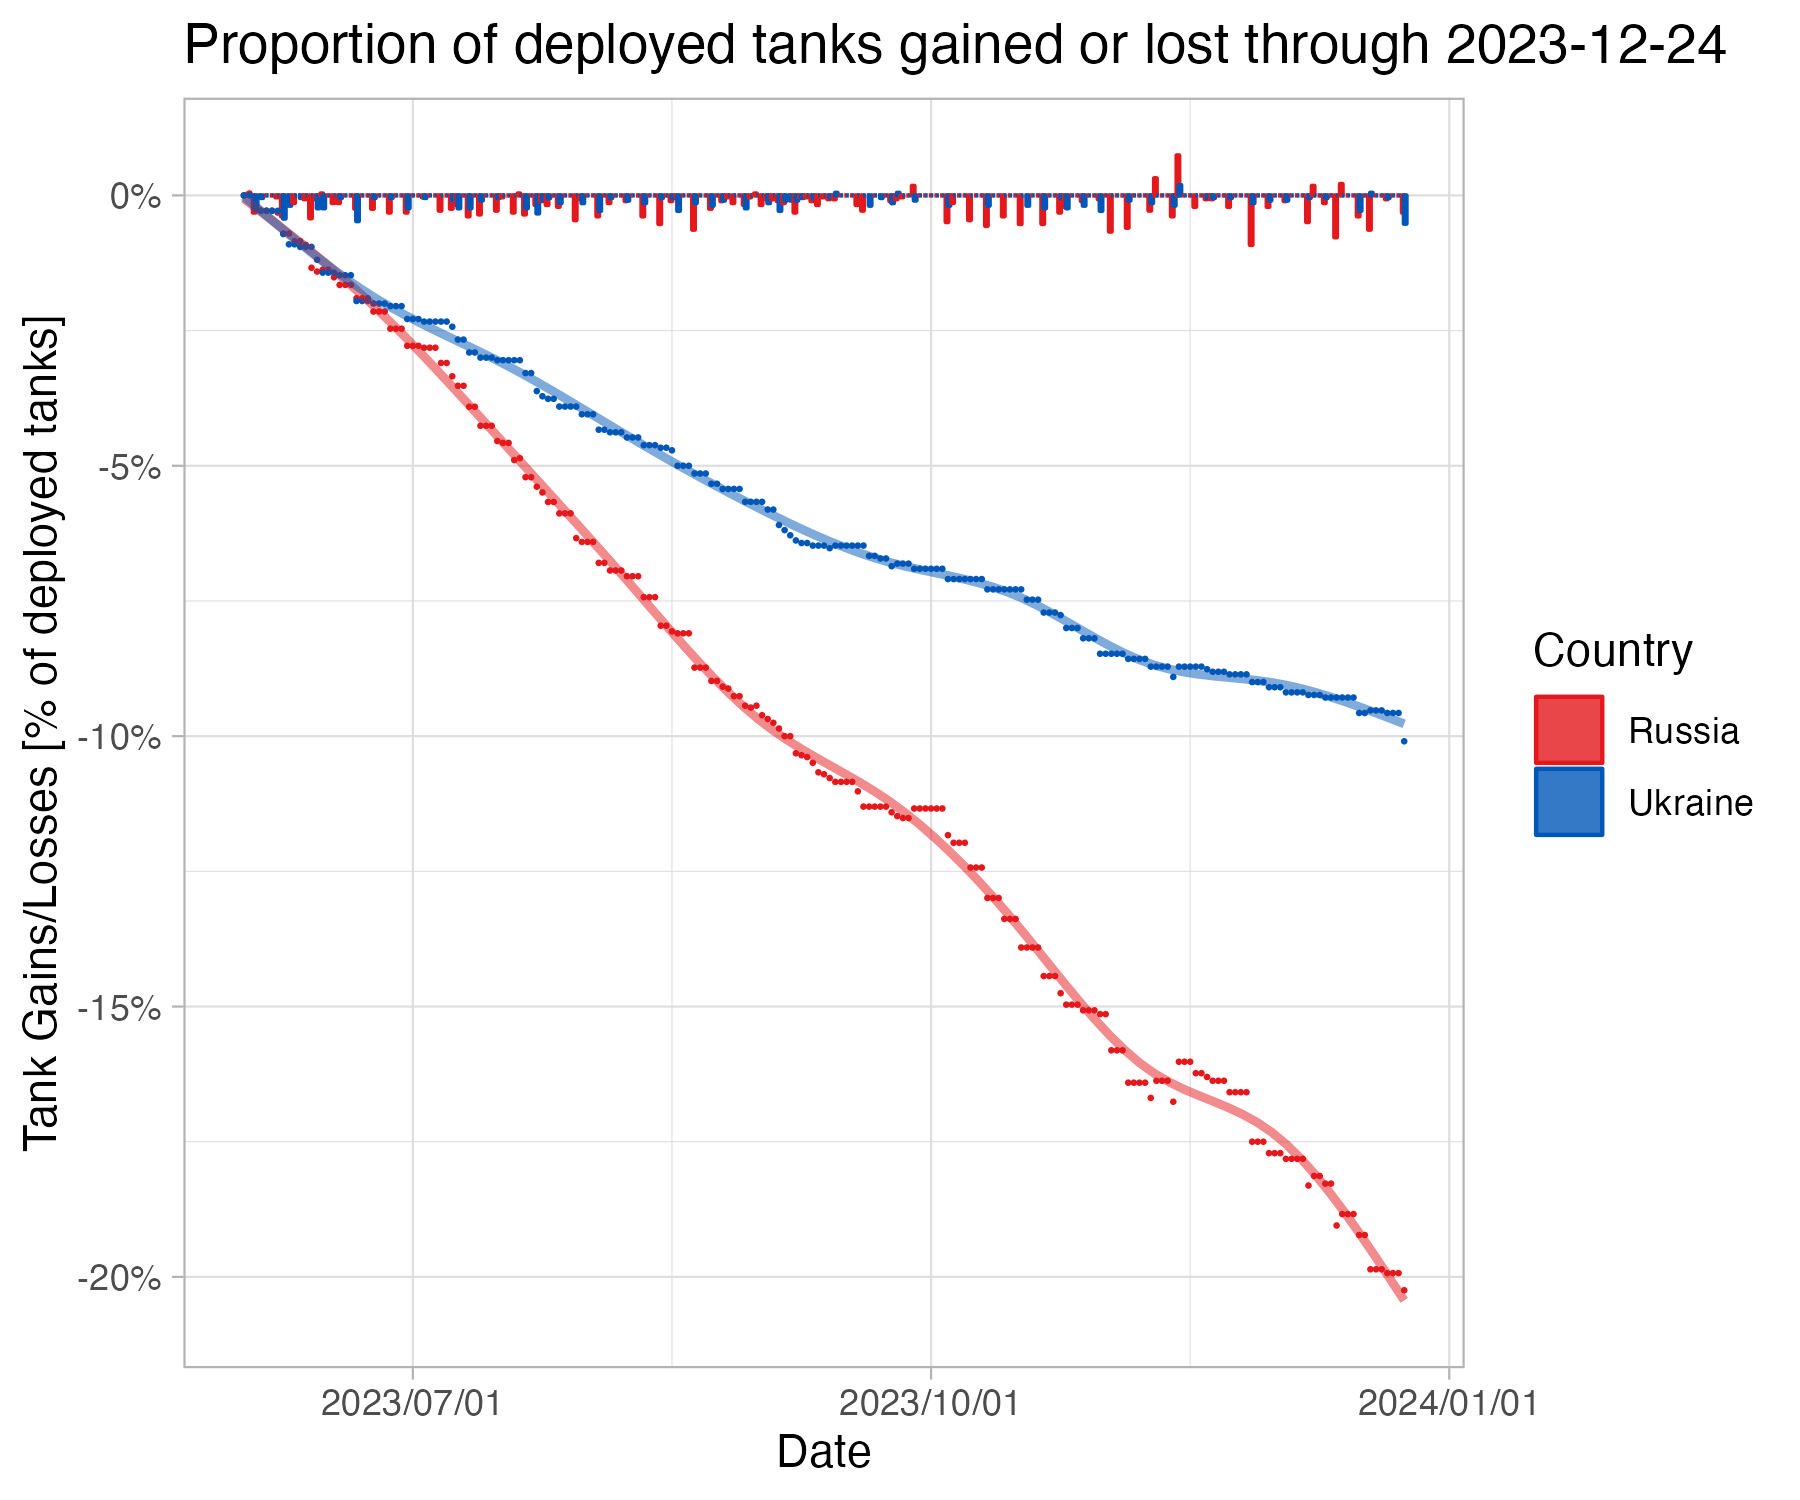 Proportion of deployed tanks gained or lost through 2023-12-24
Tank Gains/Losses [% of deployed tanks]
0%
-5%
-10%
-15%
-20%
2023/07/01
2023/10/01
2024/01/01
Date
Country
Russia
Ukraine